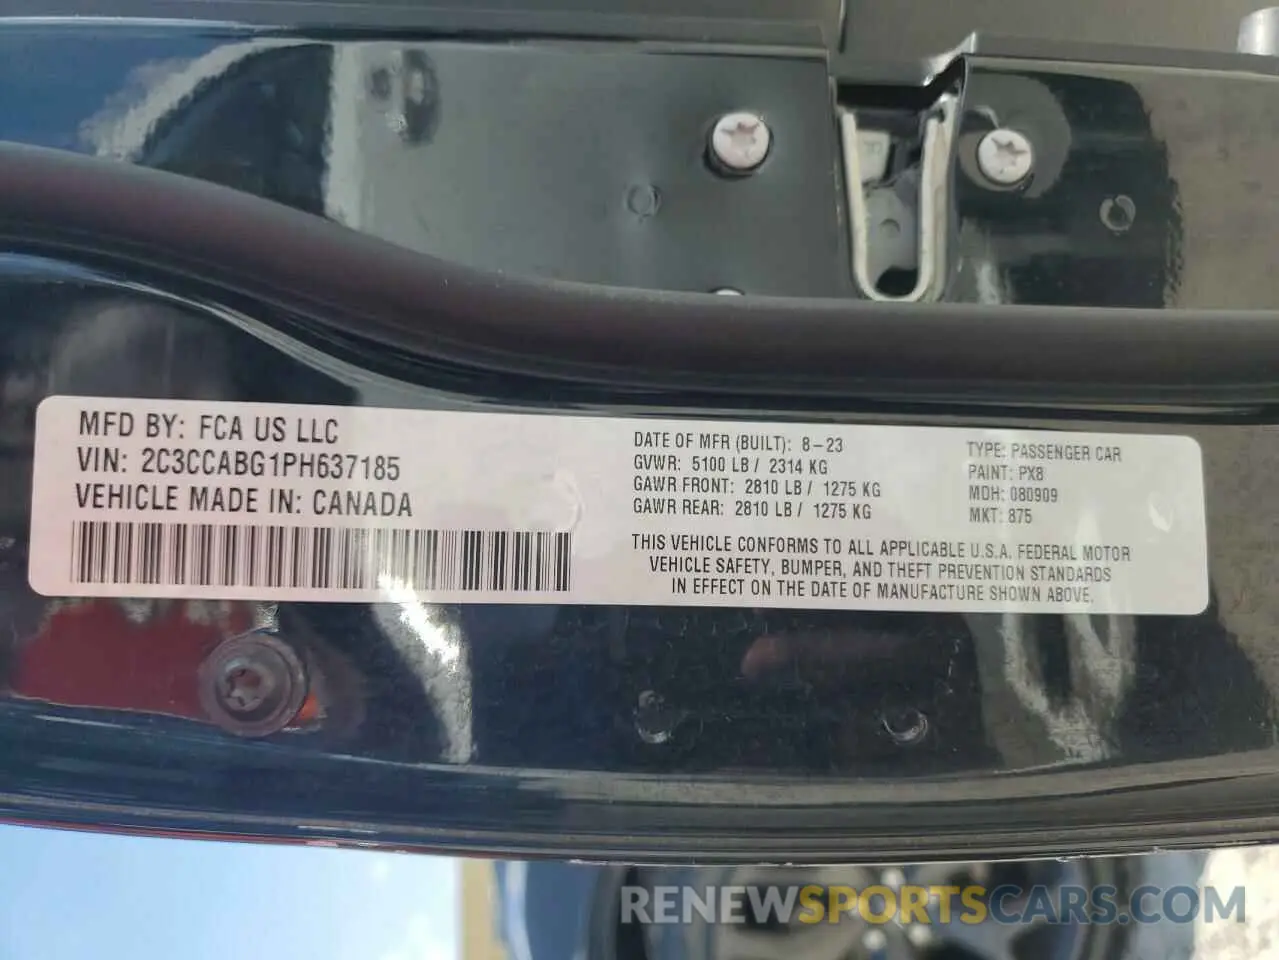 MFD BY: FCA US LLC
VIN: 2C3CCABG1PH637185
VEHICLE MADE IN: CANADA
DATE OF MFR (BUILT): 8-23
GVWR: 5100 LB / 2314 KG
GAWR FRONT: 2810 LB / 1275 KG
GAWR REAR: 2810 LB / 1275 KG
TYPE: PASSENGER CAR
PAINT: PX8
MDH: 080909
MKT: 875
THIS VEHICLE CONFORMS TO ALL APPLICABLE U.S.A. FEDERAL MOTOR
VEHICLE SAFETY, BUMPER, AND THEFT PREVENTION STANDARDS
IN EFFECT ON THE DATE OF MANUFACTURE SHOWN ABOVE.
RENEWSPORTSCARS.COM